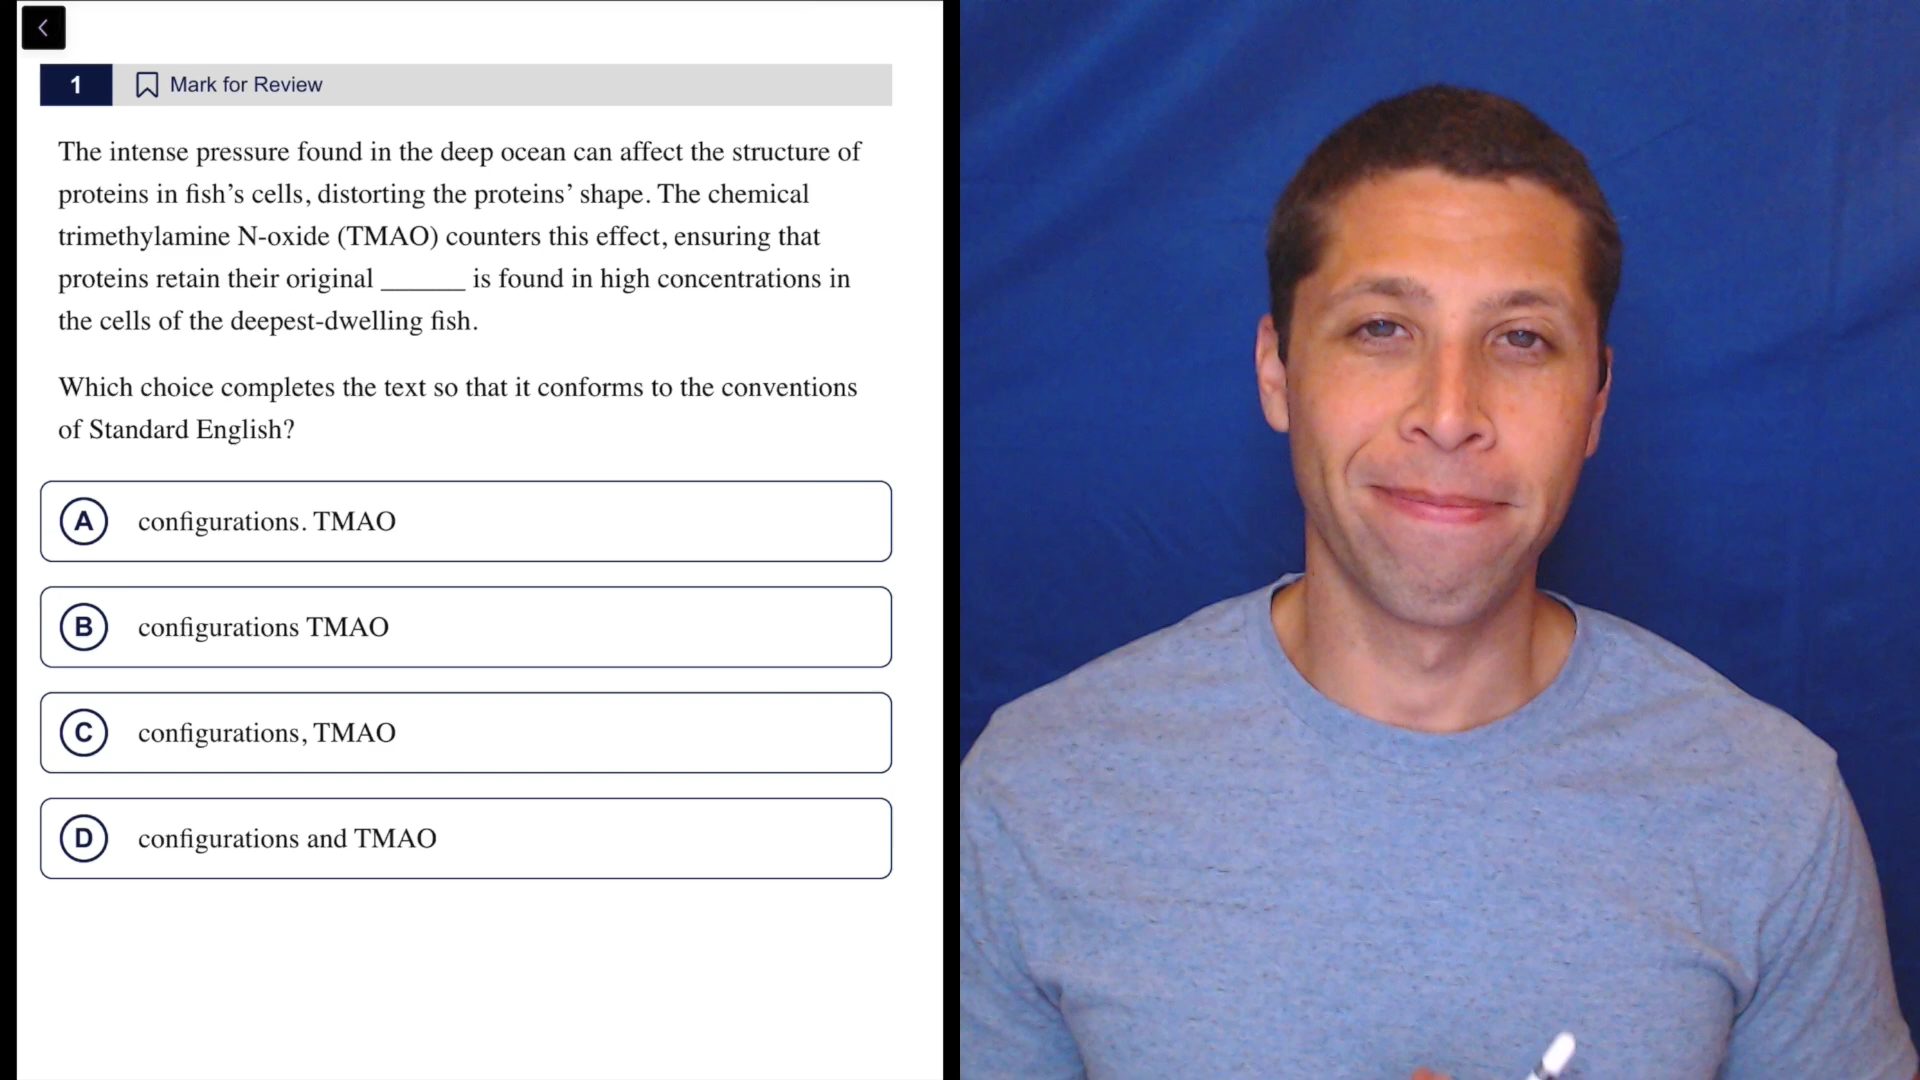 1 Mark for Review
The intense pressure found in the deep ocean can affect the structure of
proteins in fish’s cells, distorting the proteins’ shape. The chemical
trimethylamine N-oxide (TMAO) counters this effect, ensuring that
proteins retain their original ______ is found in high concentrations in
the cells of the deepest-dwelling fish.
Which choice completes the text so that it conforms to the conventions
of Standard English?
A configurations. TMAO
B configurations TMAO
C configurations, TMAO
D configurations and TMAO